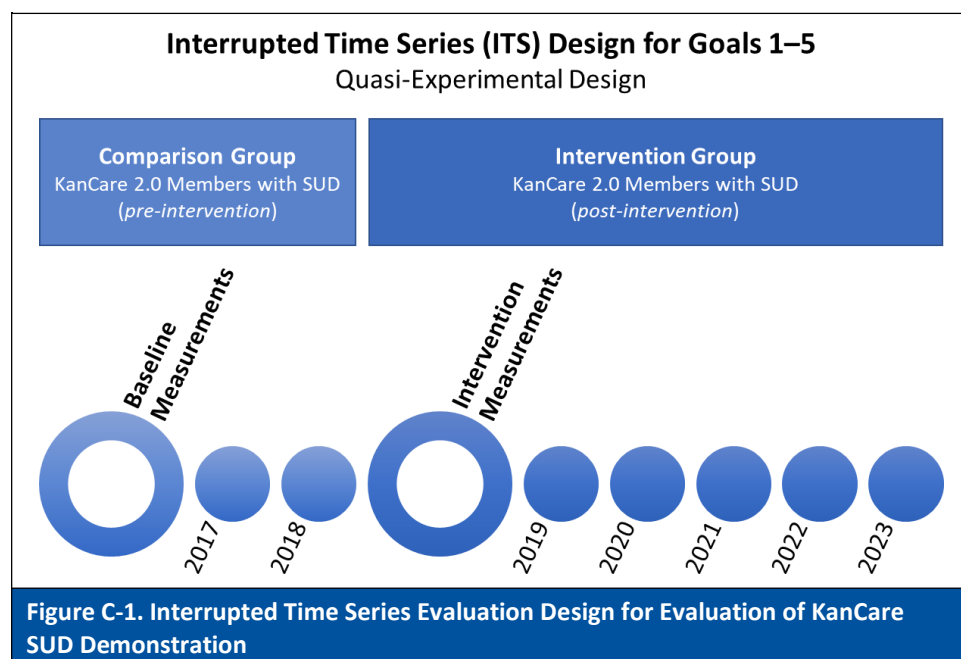 Interrupted Time Series (ITS) Design for Goals 1–5
Quasi-Experimental Design
Comparison Group
KanCare 2.0 Members with SUD
(pre-intervention)
Intervention Group
KanCare 2.0 Members with SUD
(post-intervention)
Baseline
Measurements
2017
2018
Intervention
Measurements
2019
2020
2021
2022
2023
Figure C-1. Interrupted Time Series Evaluation Design for Evaluation of KanCare
SUD Demonstration